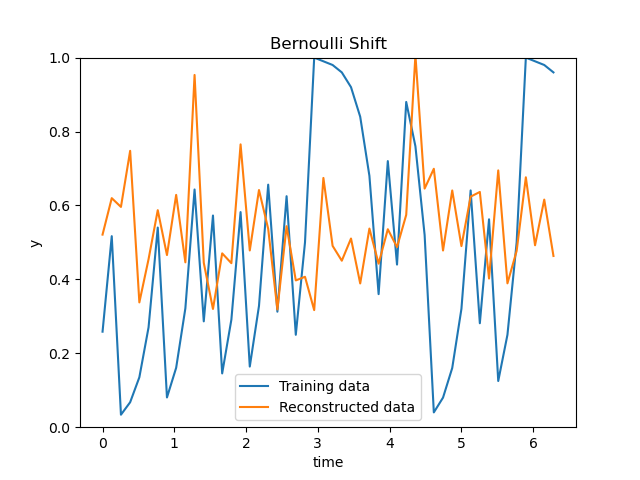 Bernoulli Shift
1.0
0.8
0.6
0.4
0.2
0.0
y
Training data
Reconstructed data
0 1 2 3 4 5 6
time